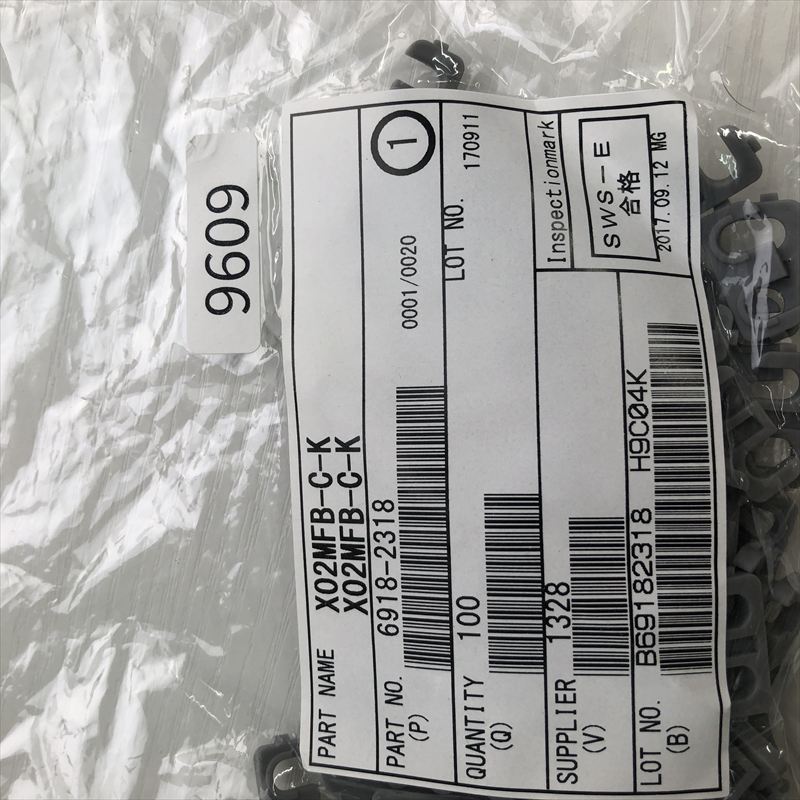 9609
PART NAME X02MFB-C-K
X02MFB-C-K
1
PART NO. 6918-2318
(P)
0001/0020
QUANTITY 100
(Q)
LOT NO. 170911
SUPPLIER 1328
(V)
Inspectionmark
SWS-E
合格
2017.09.12 MG
LOT NO. B69182318 H9C04K
(B)